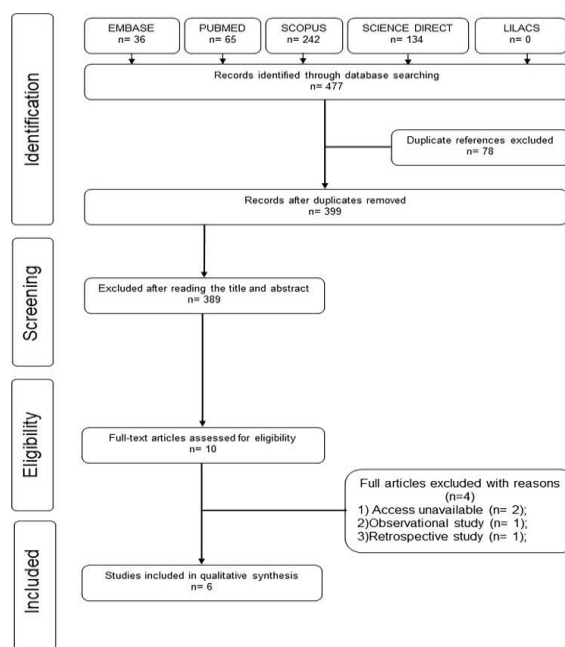 EMBASE
n= 36
PUBMED
n= 65
SCOPUS
n= 242
SCIENCE DIRECT
n= 134
LILACS
n= 0
Identification
Records identified through database searching
n= 477
Duplicate references excluded
n= 78
Records after duplicates removed
n= 399
Screening
Excluded after reading the title and abstract
n= 389
Eligibility
Full-text articles assessed for eligibility
n= 10
Full articles excluded with reasons
(n=4)
1) Access unavailable (n= 2);
2)Observational study (n= 1);
3)Retrospective study (n= 1);
Included
Studies included in qualitative synthesis
n= 6